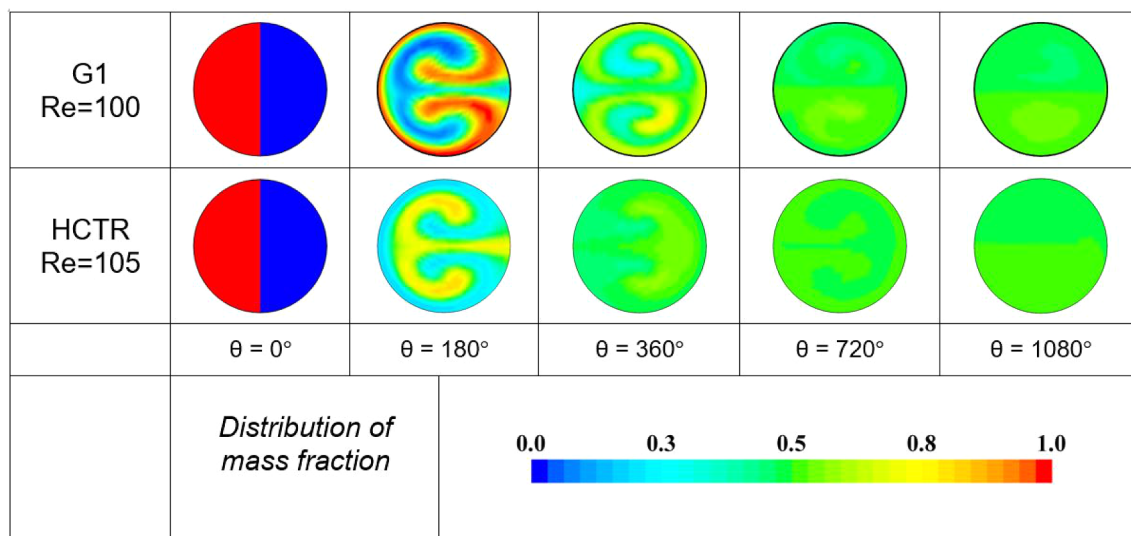 G1
Re=100
HCTR
Re=105
θ = 0°
θ = 180°
θ = 360°
θ = 720°
θ = 1080°
Distribution of
mass fraction
0.0 0.3 0.5 0.8 1.0